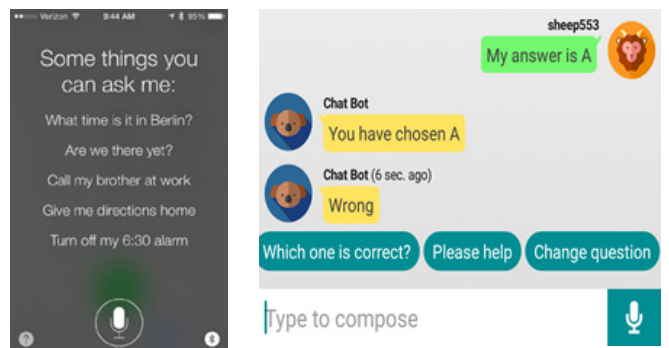 Verizon 9:44 AM 95%
Some things you
can ask me:
What time is it in Berlin?
Are we there yet?
Call my brother at work
Give me directions home
Turn off my 6:30 alarm
?
sheep553
My answer is A
Chat Bot
You have chosen A
Chat Bot (6 sec. ago)
Wrong
Which one is correct? Please help Change question
Type to compose